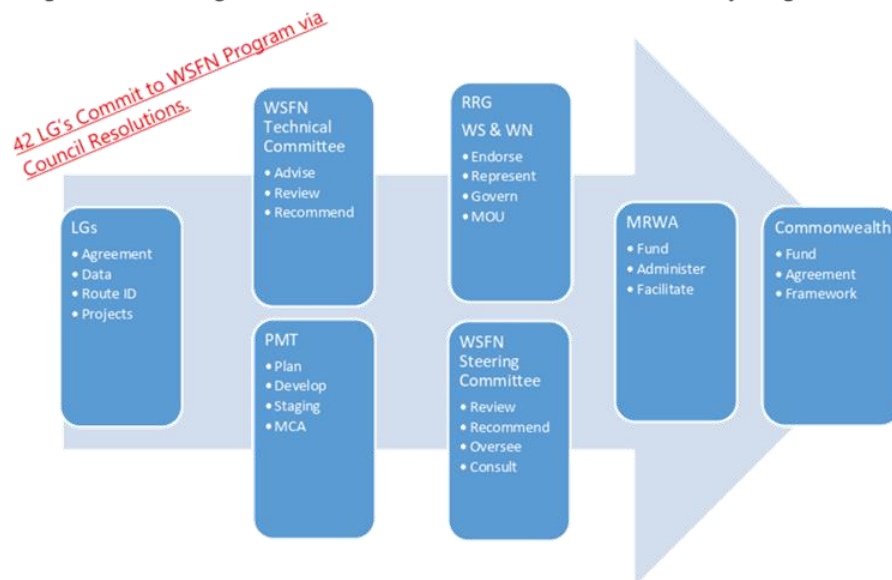 42 LG's Commit to WSFN Program via
Council Resolutions.
LGs
• Agreement
• Data
• Route ID
• Projects
WSFN
Technical
Committee
• Advise
• Review
• Recommend
PMT
• Plan
• Develop
• Staging
• MCA
RRG
WS & WN
• Endorse
• Represent
• Govern
• MOU
WSFN
Steering
Committee
• Review
• Recommend
• Oversee
• Consult
MRWA
• Fund
• Administer
• Facilitate
Commonwealth
• Fund
• Agreement
• Framework